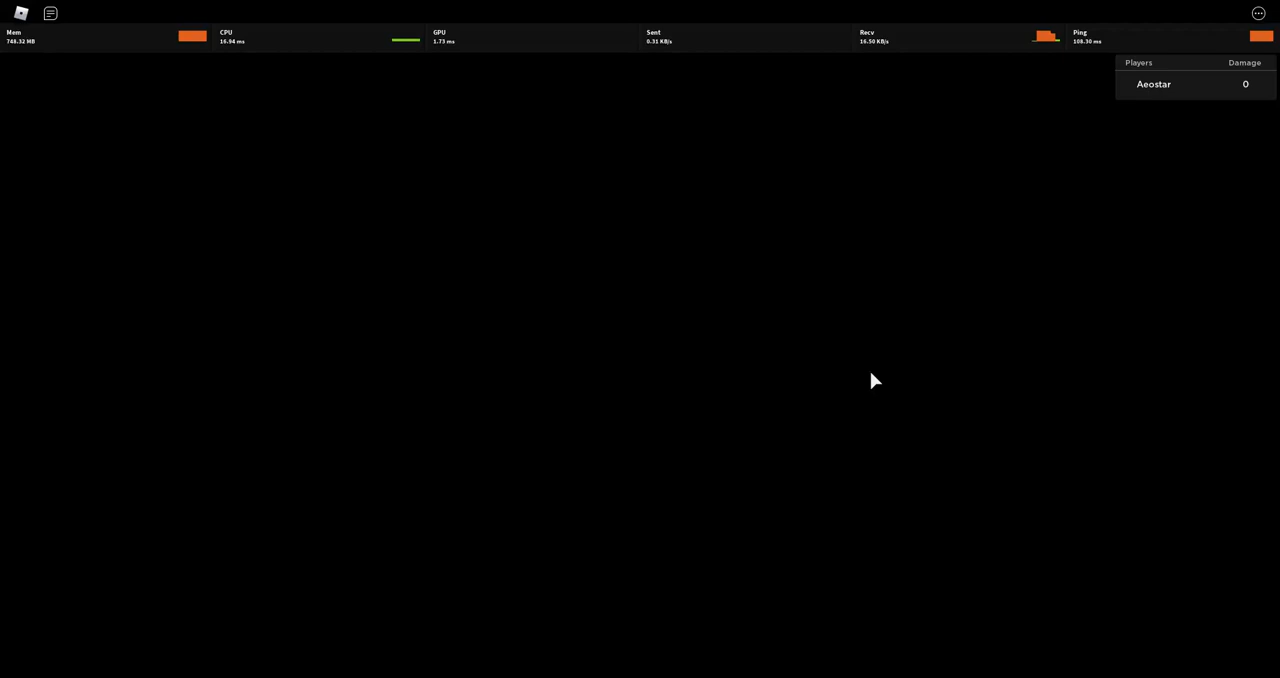 Mem CPU GPU Sent Recv Ping
748.32 MB 16.94 ms 1.73 ms 0.31 KB/s 16.50 KB/s 108.30 ms
Players Damage
Aeostar 0